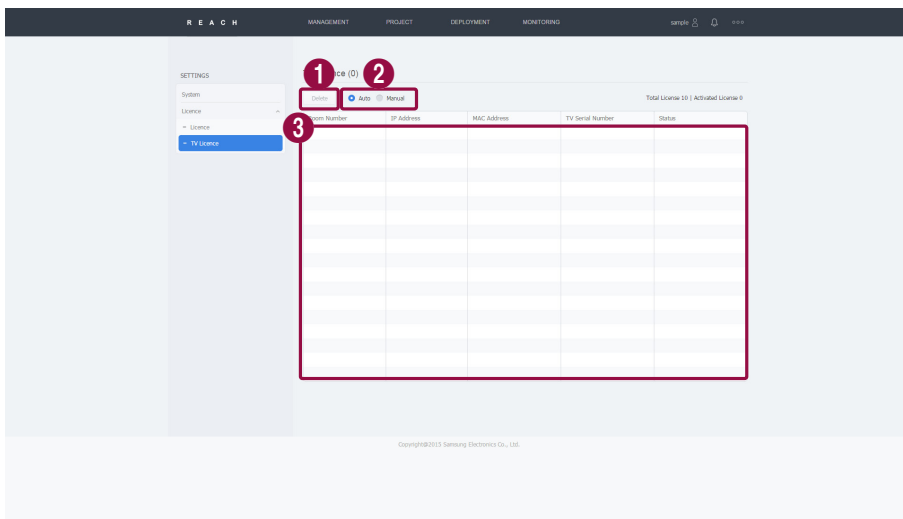 R E A C H MANAGEMENT PROJECT DEPLOYMENT MONITORING sample
SETTINGS
System
Licence
- Licence
- TV Licence
1 ce (0) 2
Delete Auto Manual Total License 10 | Activated License 0
3
oom Number IP Address MAC Address TV Serial Number Status
Copyright@2015 Samsung Electronics Co., Ltd.